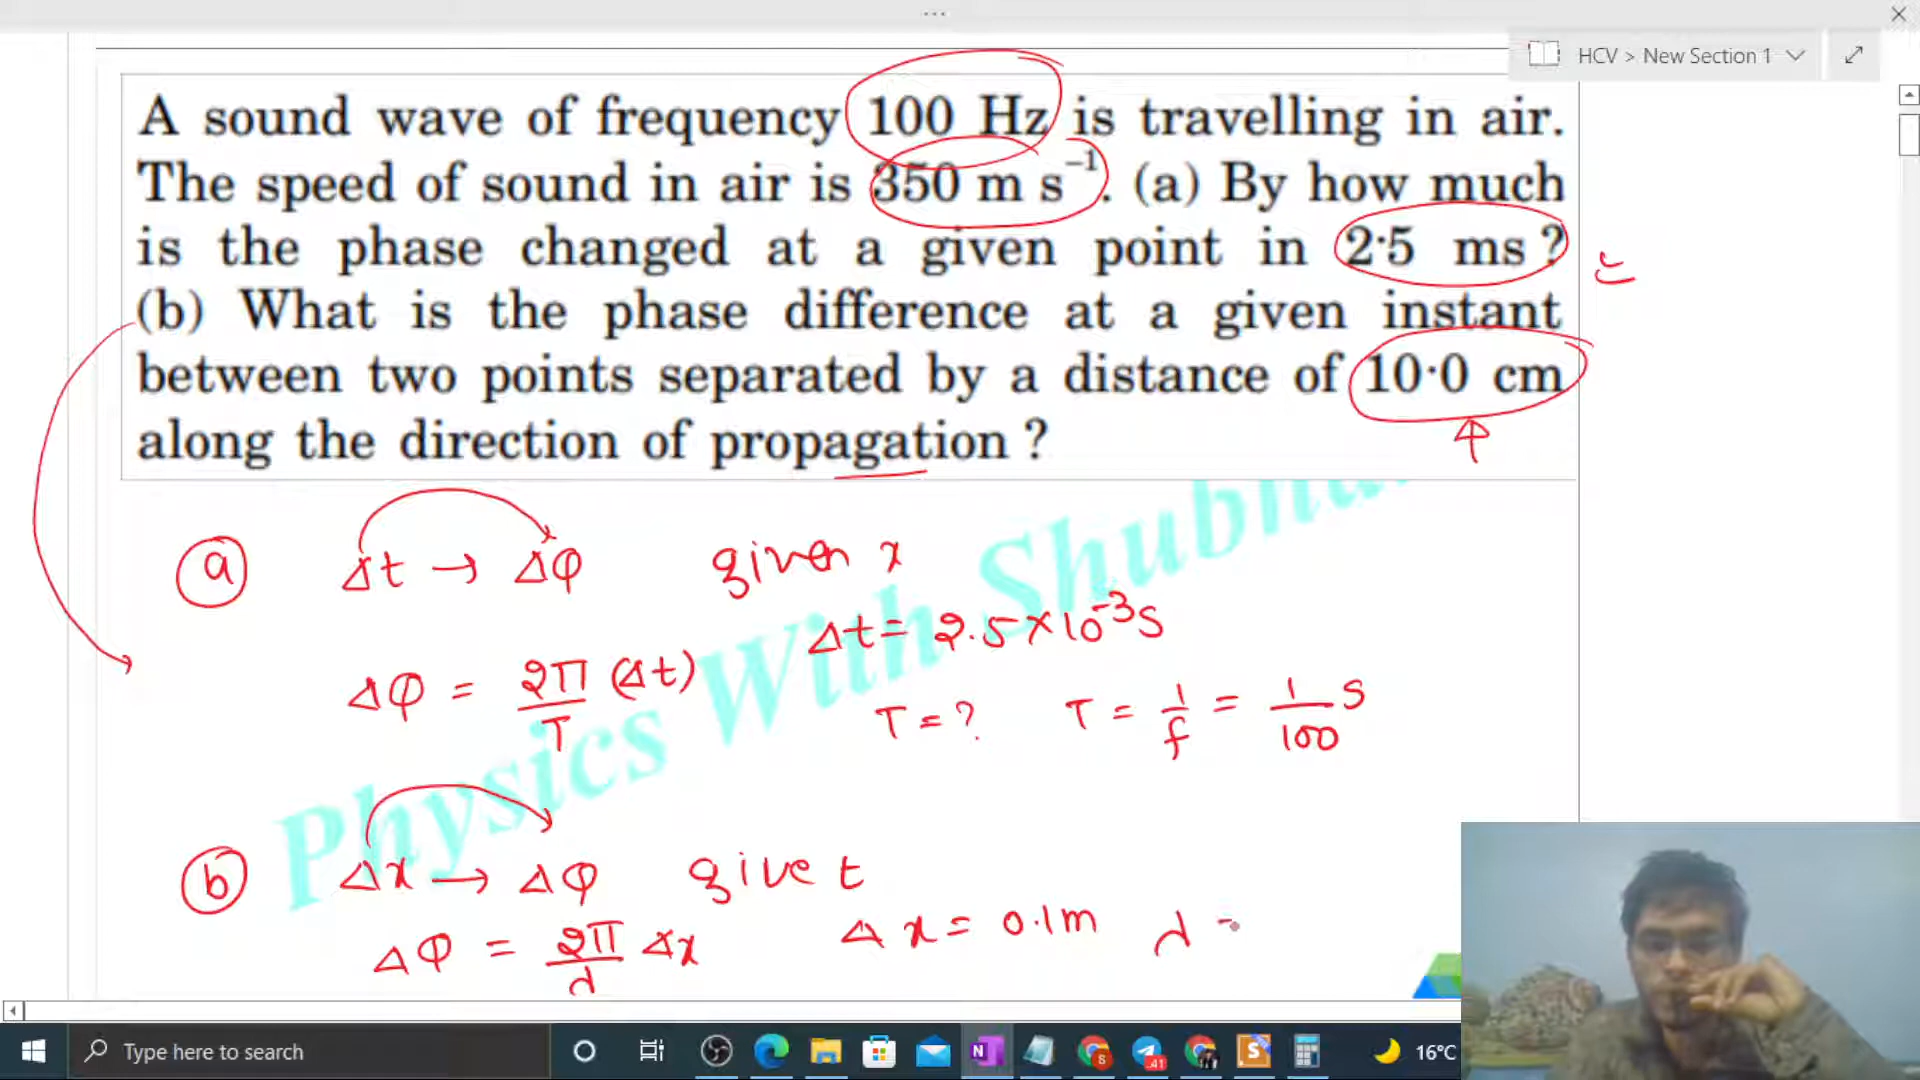 HCV > New Section 1
A sound wave of frequency 100 Hz is travelling in air.
The speed of sound in air is 350 m s⁻¹. (a) By how much
is the phase changed at a given point in 2·5 ms ?
(b) What is the phase difference at a given instant
between two points separated by a distance of 10·0 cm
along the direction of propagation ?
Physics With Shubha
a Δt → Δφ given x
Δt = 2.5×10⁻³S
Δφ = 2π/T (Δt)
T = ? T = 1/f = 1/100 S
b Δx → Δφ give t
Δφ = 2π/λ Δx Δx = 0.1m λ =
Type here to search
N
S
41
S
16°C